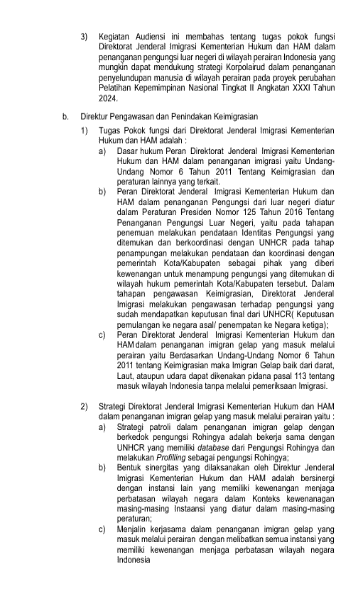 3) Kegiatan Audiensi ini membahas tentang tugas pokok fungsi
Direktorat Jenderal Imigrasi Kementerian Hukum dan HAM dalam
penanganan pengungsi luar negeri di wilayah perairan Indonesia yang
mungkin dapat mendukung strategi Korpolairud dalam penanganan
penyelundupan manusia di wilayah perairan pada proyek perubahan
Pelatihan Kepemimpinan Nasional Tingkat II Angkatan XXXI Tahun
2024.
b. Direktur Pengawasan dan Penindakan Keimigrasian
1) Tugas Pokok fungsi dari Direktorat Jenderal Imigrasi Kementerian
Hukum dan HAM adalah :
a) Dasar hukum Peran Direktorat Jenderal Imigrasi Kementerian
Hukum dan HAM dalam penanganan imigrasi yaitu Undang-
Undang Nomor 6 Tahun 2011 Tentang Keimigrasian dan
peraturan lainnya yang terkait.
b) Peran Direktorat Jenderal Imigrasi Kementerian Hukum dan
HAM dalam penanganan Pengungsi dari luar negeri diatur
dalam Peraturan Presiden Nomor 125 Tahun 2016 Tentang
Penanganan Pengungsi Luar Negeri, yaitu pada tahapan
penemuan melakukan pendataan Identitas Pengungsi yang
ditemukan dan berkoordinasi dengan UNHCR pada tahap
penampungan melakukan pendataan dan koordinasi dengan
pemerintah Kota/Kabupaten sebagai pihak yang diberi
kewenangan untuk menampung pengungsi yang ditemukan di
wilayah hukum pemerintah Kota/Kabupaten tersebut. Dalam
tahapan pengawasan Keimigrasian, Direktorat Jenderal
Imigrasi melakukan pengawasan terhadap pengungsi yang
sudah mendapatkan keputusan final dari UNHCR( Keputusan
pemulangan ke negara asal/ penempatan ke Negara ketiga);
c) Peran Direktorat Jenderal Imigrasi Kementerian Hukum dan
HAM dalam penanganan imigran gelap yang masuk melalui
perairan yaitu Berdasarkan Undang-Undang Nomor 6 Tahun
2011 tentang Keimigrasian maka Imigran Gelap baik dari darat,
Laut, ataupun udara dapat dikenakan pidana pasal 113 tentang
masuk wilayah Indonesia tanpa melalui pemeriksaan Imigrasi.
2) Strategi Direktorat Jenderal Imigrasi Kementerian Hukum dan HAM
dalam penanganan imigran gelap yang masuk melalui perairan yaitu :
a) Strategi patroli dalam penanganan imigran gelap dengan
berkedok pengungsi Rohingya adalah bekerja sama dengan
UNHCR yang memiliki database dari Pengungsi Rohingya dan
melakukan Profiling sebagai pengungsi Rohingya;
b) Bentuk sinergitas yang dilaksanakan oleh Direktur Jenderal
Imigrasi Kementerian Hukum dan HAM adalah bersinergi
dengan instansi lain yang memiliki kewenangan menjaga
perbatasan wilayah negara dalam Konteks kewenanagan
masing-masing Instaansi yang diatur dalam masing-masing
peraturan;
c) Menjalin kerjasama dalam penanganan imigran gelap yang
masuk melalui perairan dengan melibatkan semua instansi yang
memiliki kewenangan menjaga perbatasan wilayah negara
Indonesia